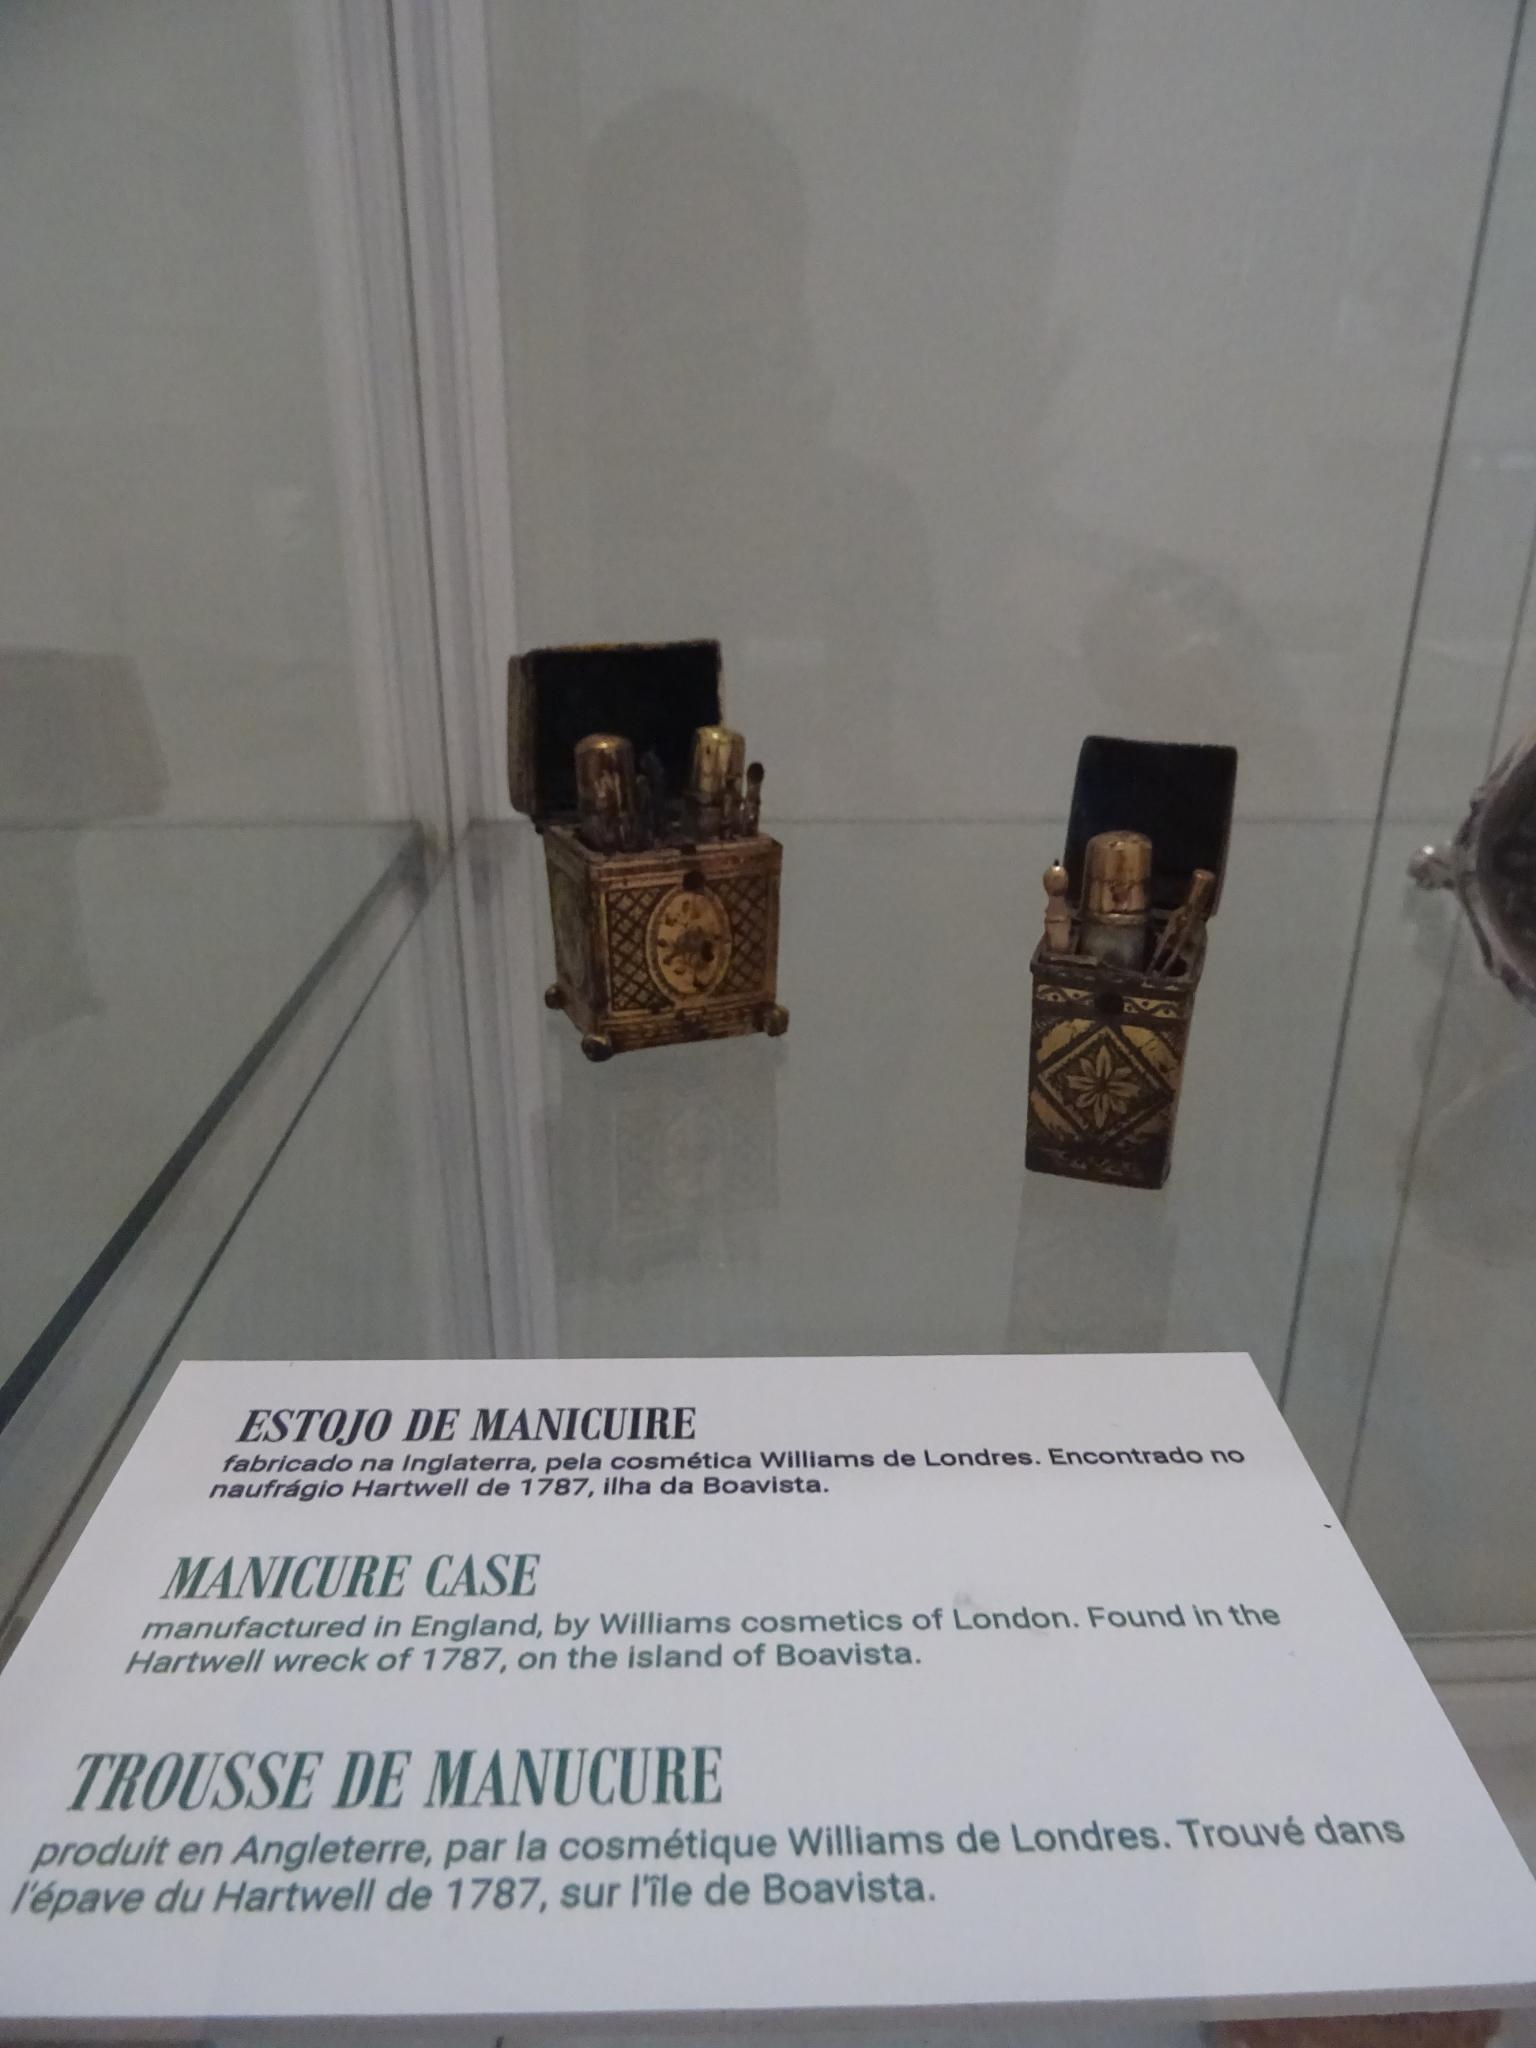 ESTOJO DE MANICUIRE
fabricado na Inglaterra, pela cosmética Williams de Londres. Encontrado no
naufrágio Hartwell de 1787, ilha da Boavista.
MANICURE CASE
manufactured in England, by Williams cosmetics of London. Found in the
Hartwell wreck of 1787, on the island of Boavista.
TROUSSE DE MANUCURE
produit en Angleterre, par la cosmétique Williams de Londres. Trouvé dans
l'épave du Hartwell de 1787, sur l'île de Boavista.